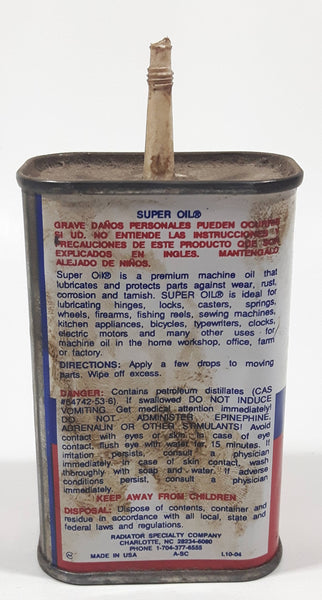 SUPER OIL®
GRAVE DAÑOS PERSONALES PUEDEN OCURRIR
SI UD. NO ENTIENDE LAS INSTRUCCIONES Y
PRECAUCIONES DE ESTE PRODUCTO QUE SON
EXPLICADOS EN INGLES. MANTENGALO
ALEJADO DE NIÑOS.
Super Oil® is a premium machine oil that
lubricates and protects parts against wear, rust,
corrosion and tarnish. SUPER OIL® is ideal for
lubricating hinges, locks, casters, springs,
wheels, firearms, fishing reels, sewing machines,
kitchen appliances, bicycles, typewriters, clocks,
electric motors and many other uses for
machine oil in the home workshop, office, farm
or factory.
DIRECTIONS: Apply a few drops to moving
parts. Wipe off excess.
DANGER: Contains petroleum distillates (CAS
#64742-53-6). If swallowed DO NOT INDUCE
VOMITING. Get medical attention immediately!
DO NOT ADMINISTER EPINEPHRINE,
ADRENALIN OR OTHER STIMULANTS! Avoid
contact with eyes or skin. In case of eye
contact, flush eye with water for 15 minutes. If
irritation persists, consult a physician
immediately. In case of skin contact, wash
thoroughly with soap and water. If adverse
conditions persist, consult a physician
immediately.
KEEP AWAY FROM CHILDREN
DISPOSAL: Dispose of contents, container and
residue in accordance with all local, state and
federal laws and regulations.
RADIATOR SPECIALTY COMPANY
CHARLOTTE, NC 28234-6080
PHONE 1-704-377-6555
MADE IN USA A-SC L10-04